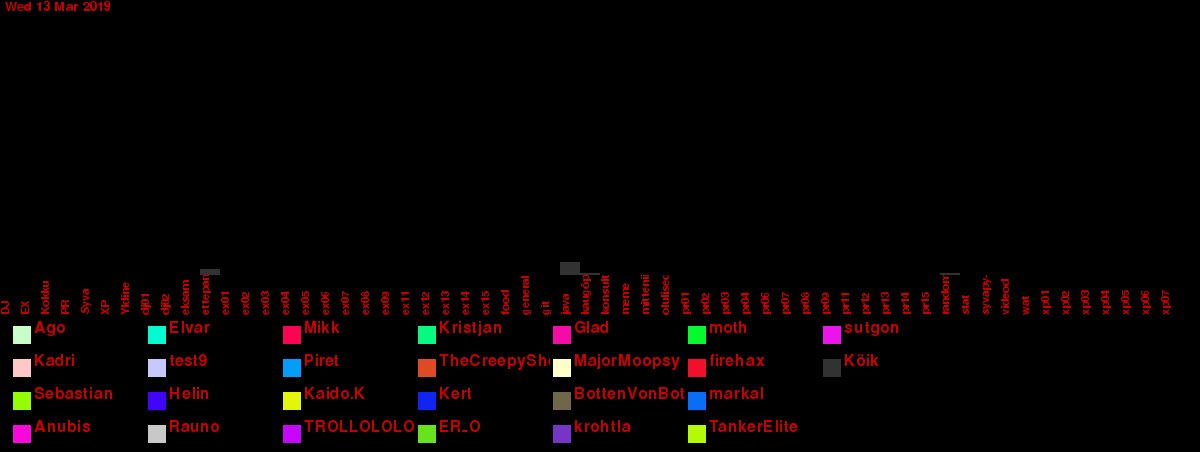 Wed 13 Mar 2019
DJ EX Kokku PR Syva XP Yldine dj01 dj02 eksam ettepan ex01 ex02 ex03 ex04 ex05 ex06 ex07 ex08 ex09 ex11 ex12 ex13 ex14 ex15 food general git java kaugõp konsult meme mittenii olulisec pr01 pr02 pr03 pr04 pr06 pr07 pr08 pr09 pr11 pr12 pr13 pr14 pr15 random stat syvapy- videod wat xp01 xp02 xp03 xp04 xp05 xp06 xp07
Ago Elvar Mikk Kristjan Glad moth sutgon
Kadri test9 Piret TheCreepySh MajorMoopsy firehax Kõik
Sebastian Helin Kaido.K Kert BottenVonBot markal
Anubis Rauno TROLLOLOLO ER_O krohtla TankerElite